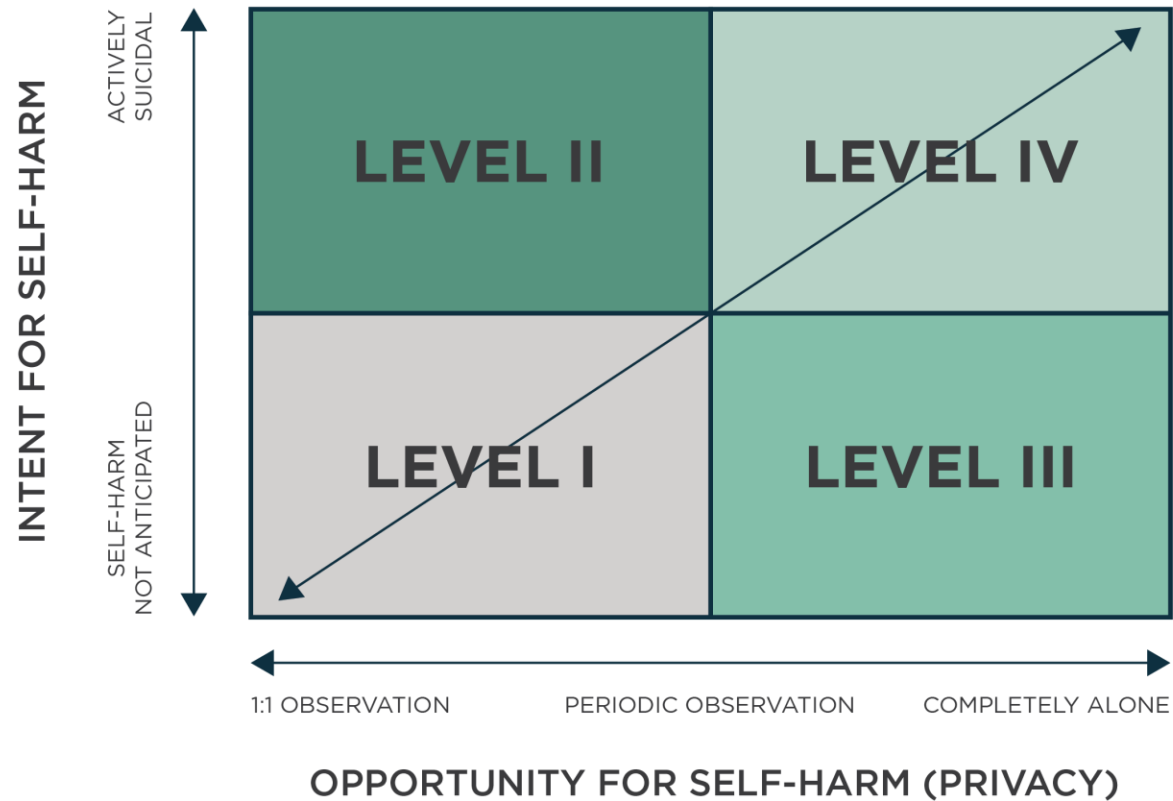 INTENT FOR SELF-HARM
ACTIVELY
SUICIDAL
SELF-HARM
NOT ANTICIPATED
LEVEL II
LEVEL IV
LEVEL I
LEVEL III
1:1 OBSERVATION
PERIODIC OBSERVATION
COMPLETELY ALONE
OPPORTUNITY FOR SELF-HARM (PRIVACY)